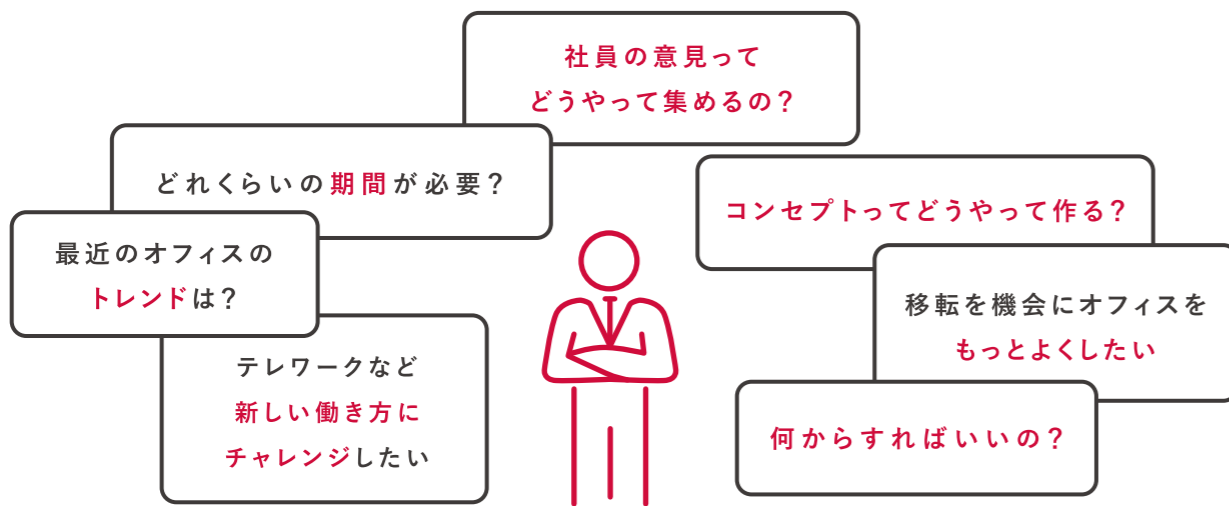 社員の意見って
どうやって集めるの？
どれくらいの期間が必要？
最近のオフィスの
トレンドは？
テレワークなど
新しい働き方に
チャレンジしたい
コンセプトってどうやって作る？
移転を機会にオフィスを
もっとよくしたい
何からすればいいの？